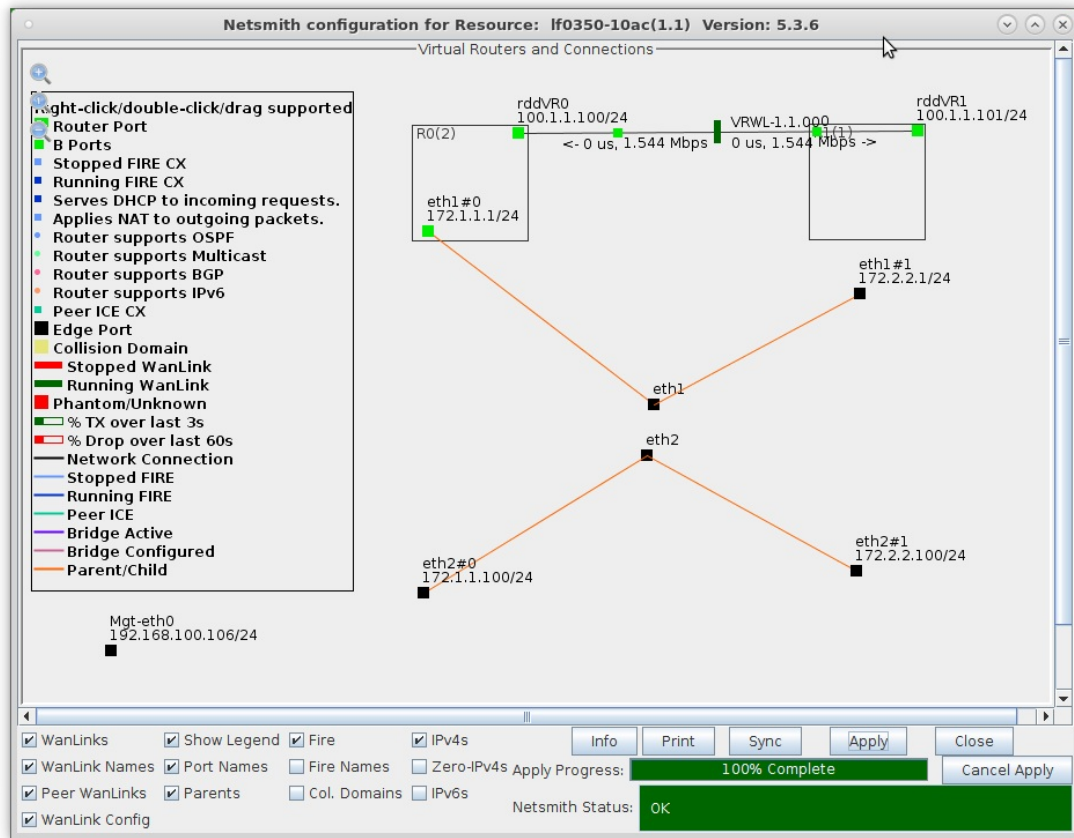 Netsmith configuration for Resource: lf0350-10ac(1.1) Version: 5.3.6
Virtual Routers and Connections
ght-click/double-click/drag supported
Router Port
B Ports
Stopped FIRE CX
Running FIRE CX
Serves DHCP to incoming requests.
Applies NAT to outgoing packets.
Router supports OSPF
Router supports Multicast
Router supports BGP
Router supports IPv6
Peer ICE CX
Edge Port
Collision Domain
Stopped WanLink
Running WanLink
Phantom/Unknown
% TX over last 3s
% Drop over last 60s
Network Connection
Stopped FIRE
Running FIRE
Peer ICE
Bridge Active
Bridge Configured
Parent/Child
rddVR0
100.1.1.100/24
R0(2)
VRWL-1.1.000
<- 0 us, 1.544 Mbps
0 us, 1.544 Mbps ->
rddVR1
100.1.1.101/24
1(1)
eth1#0
172.1.1.1/24
eth1#1
172.2.2.1/24
eth1
eth2
eth2#0
172.1.1.100/24
eth2#1
172.2.2.100/24
Mgt-eth0
192.168.100.106/24
WanLinks
Show Legend
Fire
IPv4s
Info
Print
Sync
Apply
Close
WanLink Names
Port Names
Fire Names
Zero-IPv4s
Apply Progress:
100% Complete
Cancel Apply
Peer WanLinks
Parents
Col. Domains
IPv6s
Netsmith Status:
OK
WanLink Config